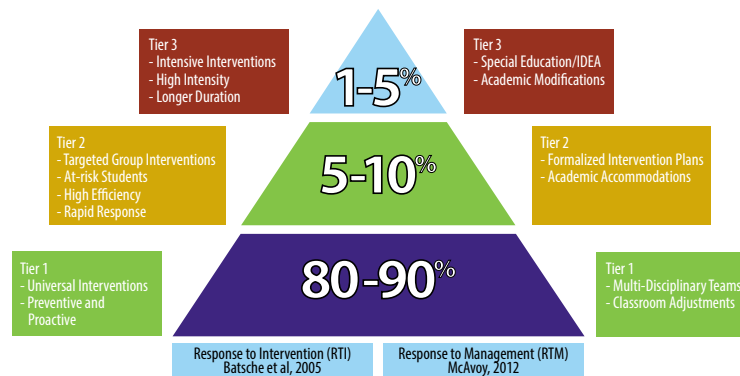 Tier 3
- Intensive Interventions
- High Intensity
- Longer Duration
1-5%
Tier 3
- Special Education/IDEA
- Academic Modifications
Tier 2
- Targeted Group Interventions
- At-risk Students
- High Efficiency
- Rapid Response
5-10%
Tier 2
- Formalized Intervention Plans
- Academic Accommodations
Tier 1
- Universal Interventions
- Preventive and
Proactive
80-90%
Tier 1
- Multi-Disciplinary Teams
- Classroom Adjustments
Response to Intervention (RTI)
Batsche et al, 2005
Response to Management (RTM)
McAvoy, 2012